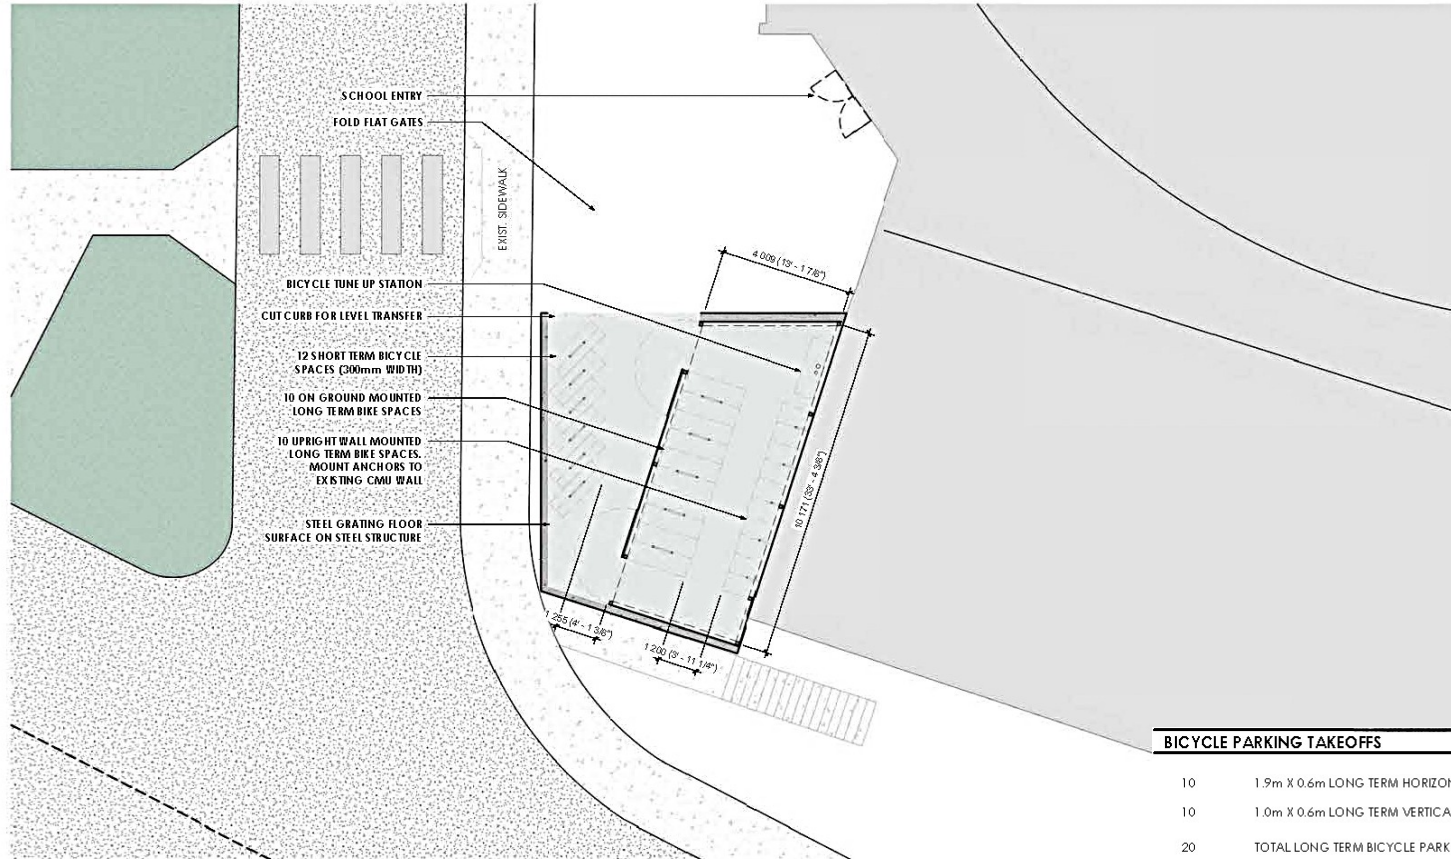 SCHOOL ENTRY
FOLD FLAT GATES
EXIST. SIDEWALK
4 009 (13' - 1 7/8")
BICYCLE TUNE UP STATION
CUT CURB FOR LEVEL TRANSFER
12 SHORT TERM BICYCLE
SPACES (300mm WIDTH)
10 ON GROUND MOUNTED
LONG TERM BIKE SPACES
10 UPRIGHT WALL MOUNTED
LONG TERM BIKE SPACES.
MOUNT ANCHORS TO
EXISTING CMU WALL
10 171 (33' - 4 3/8")
STEEL GRATING FLOOR
SURFACE ON STEEL STRUCTURE
1 255 (4' - 1 3/8")
1 200 (3' - 11 1/4")
BICYCLE PARKING TAKEOFFS
10 1.9m X 0.6m LONG TERM HORIZON
10 1.0m X 0.6m LONG TERM VERTICA
20 TOTAL LONG TERM BICYCLE PARK